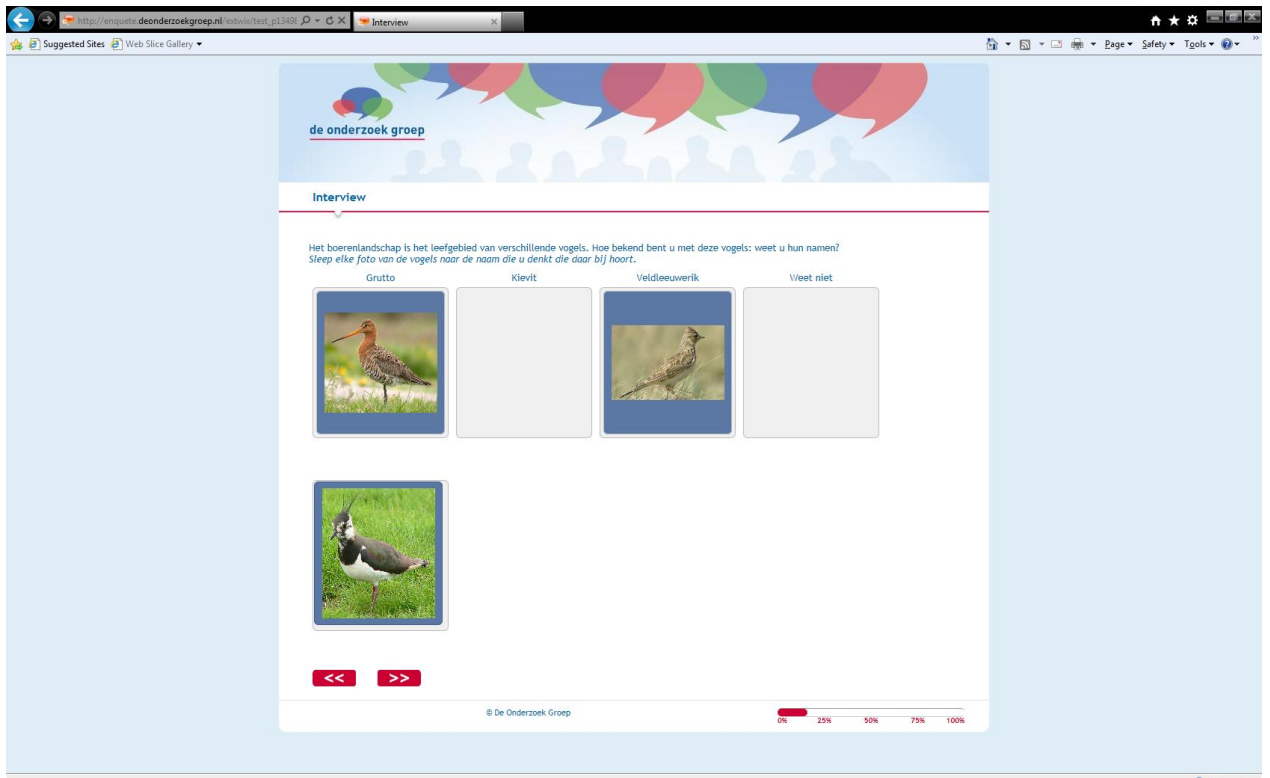 http://enquete.deonderzoekgroep.nl/extwix/test_p13498
Interview
Suggested Sites
Web Slice Gallery
Page
Safety
Tools
de onderzoek groep
Interview
Het boerenlandschap is het leefgebied van verschillende vogels. Hoe bekend bent u met deze vogels: weet u hun namen?
Sleep elke foto van de vogels naar de naam die u denkt die daar bij hoort.
Grutto Kievit Veldleeuwerik Weet niet
<< >>
© De Onderzoek Groep
0% 25% 50% 75% 100%